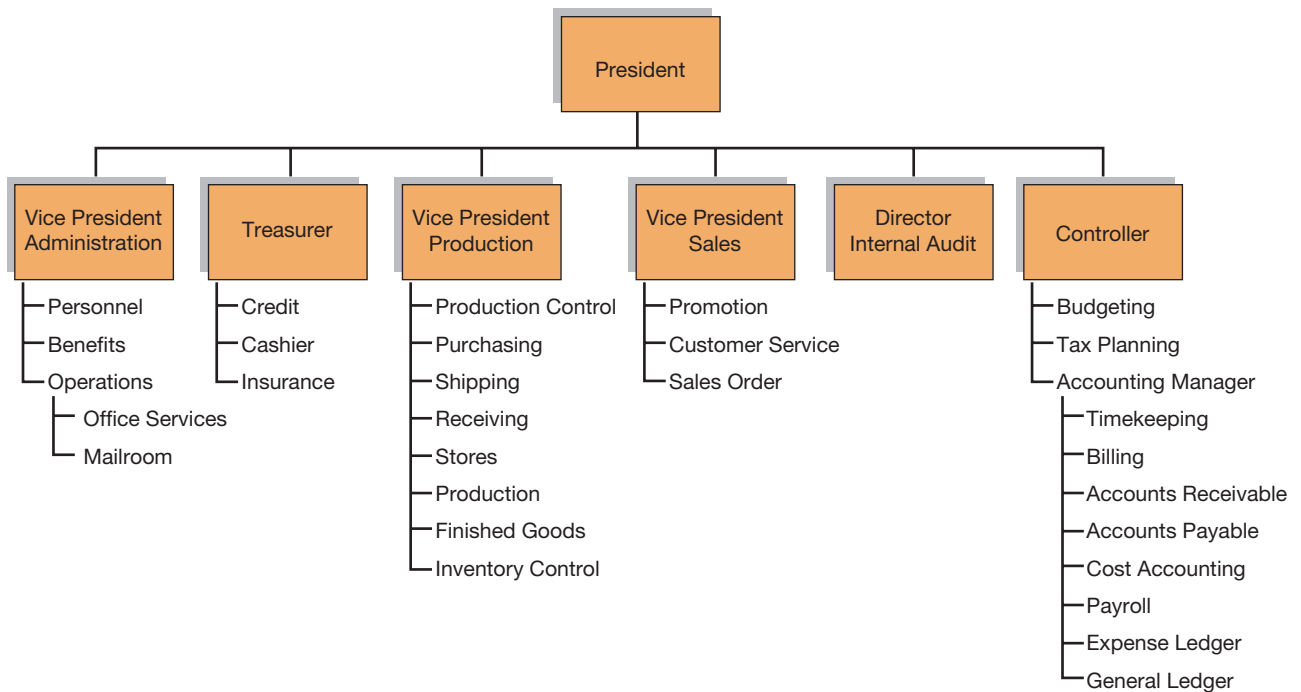 President
Vice President
Administration
Treasurer
Vice President
Production
Vice President
Sales
Director
Internal Audit
Controller
Personnel
Benefits
Operations
Office Services
Mailroom
Credit
Cashier
Insurance
Production Control
Purchasing
Shipping
Receiving
Stores
Production
Finished Goods
Inventory Control
Promotion
Customer Service
Sales Order
Budgeting
Tax Planning
Accounting Manager
Timekeeping
Billing
Accounts Receivable
Accounts Payable
Cost Accounting
Payroll
Expense Ledger
General Ledger